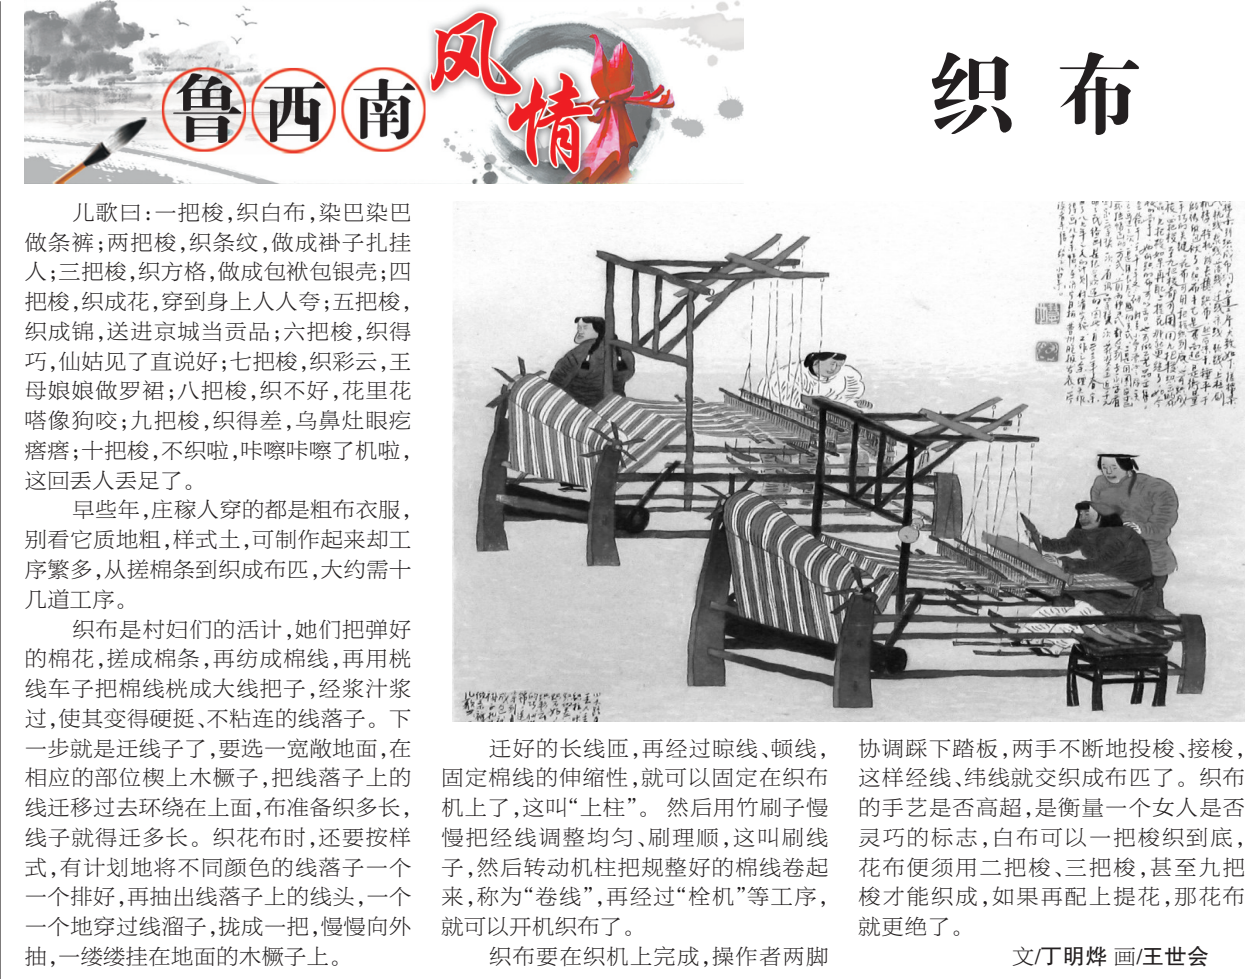 鲁西南
风情
织布
儿歌曰:一把梭,织白布,染巴染巴
做条裤;两把梭,织条纹,做成褂子扎挂
人;三把梭,织方格,做成包袱包银壳;四
把梭,织成花,穿到身上人人夸;五把梭,
织成锦,送进京城当贡品;六把梭,织得
巧,仙姑见了直说好;七把梭,织彩云,王
母娘娘做罗裙;八把梭,织不好,花里花
嗒像狗咬;九把梭,织得差,乌鼻灶眼疙
瘩瘩;十把梭,不织啦,咔嚓咔嚓了机啦,
这回丢人丢足了。
早些年,庄稼人穿的都是粗布衣服,
别看它质地粗,样式土,可制作起来却工
序繁多,从搓棉条到织成布匹,大约需十
几道工序。
织布是村妇们的活计,她们把弹好
的棉花,搓成棉条,再纺成棉线,再用桄
线车子把棉线桄成大线把子,经浆汁浆
过,使其变得硬挺、不粘连的线落子。下
一步就是迁线子了,要选一宽敞地面,在
相应的部位楔上木橛子,把线落子上的
线迁移过去环绕在上面,布准备织多长,
线子就得迁多长。织花布时,还要按样
式,有计划地将不同颜色的线落子一个
一个排好,再抽出线落子上的线头,一个
一个地穿过线溜子,拢成一把,慢慢向外
抽,一缕缕挂在地面的木橛子上。
迁好的长线匝,再经过晾线、顿线,
固定棉线的伸缩性,就可以固定在织布
机上了,这叫“上柱”。然后用竹刷子慢
慢把经线调整均匀、刷理顺,这叫刷线
子,然后转动机柱把规整好的棉线卷起
来,称为“卷线”,再经过“栓机”等工序,
就可以开机织布了。
织布要在织机上完成,操作者两脚
协调踩下踏板,两手不断地投梭、接梭,
这样经线、纬线就交织成布匹了。织布
的手艺是否高超,是衡量一个女人是否
灵巧的标志,白布可以一把梭织到底,
花布便须用二把梭、三把梭,甚至九把
梭才能织成,如果再配上提花,那花布
就更绝了。
文/丁明烨 画/王世会